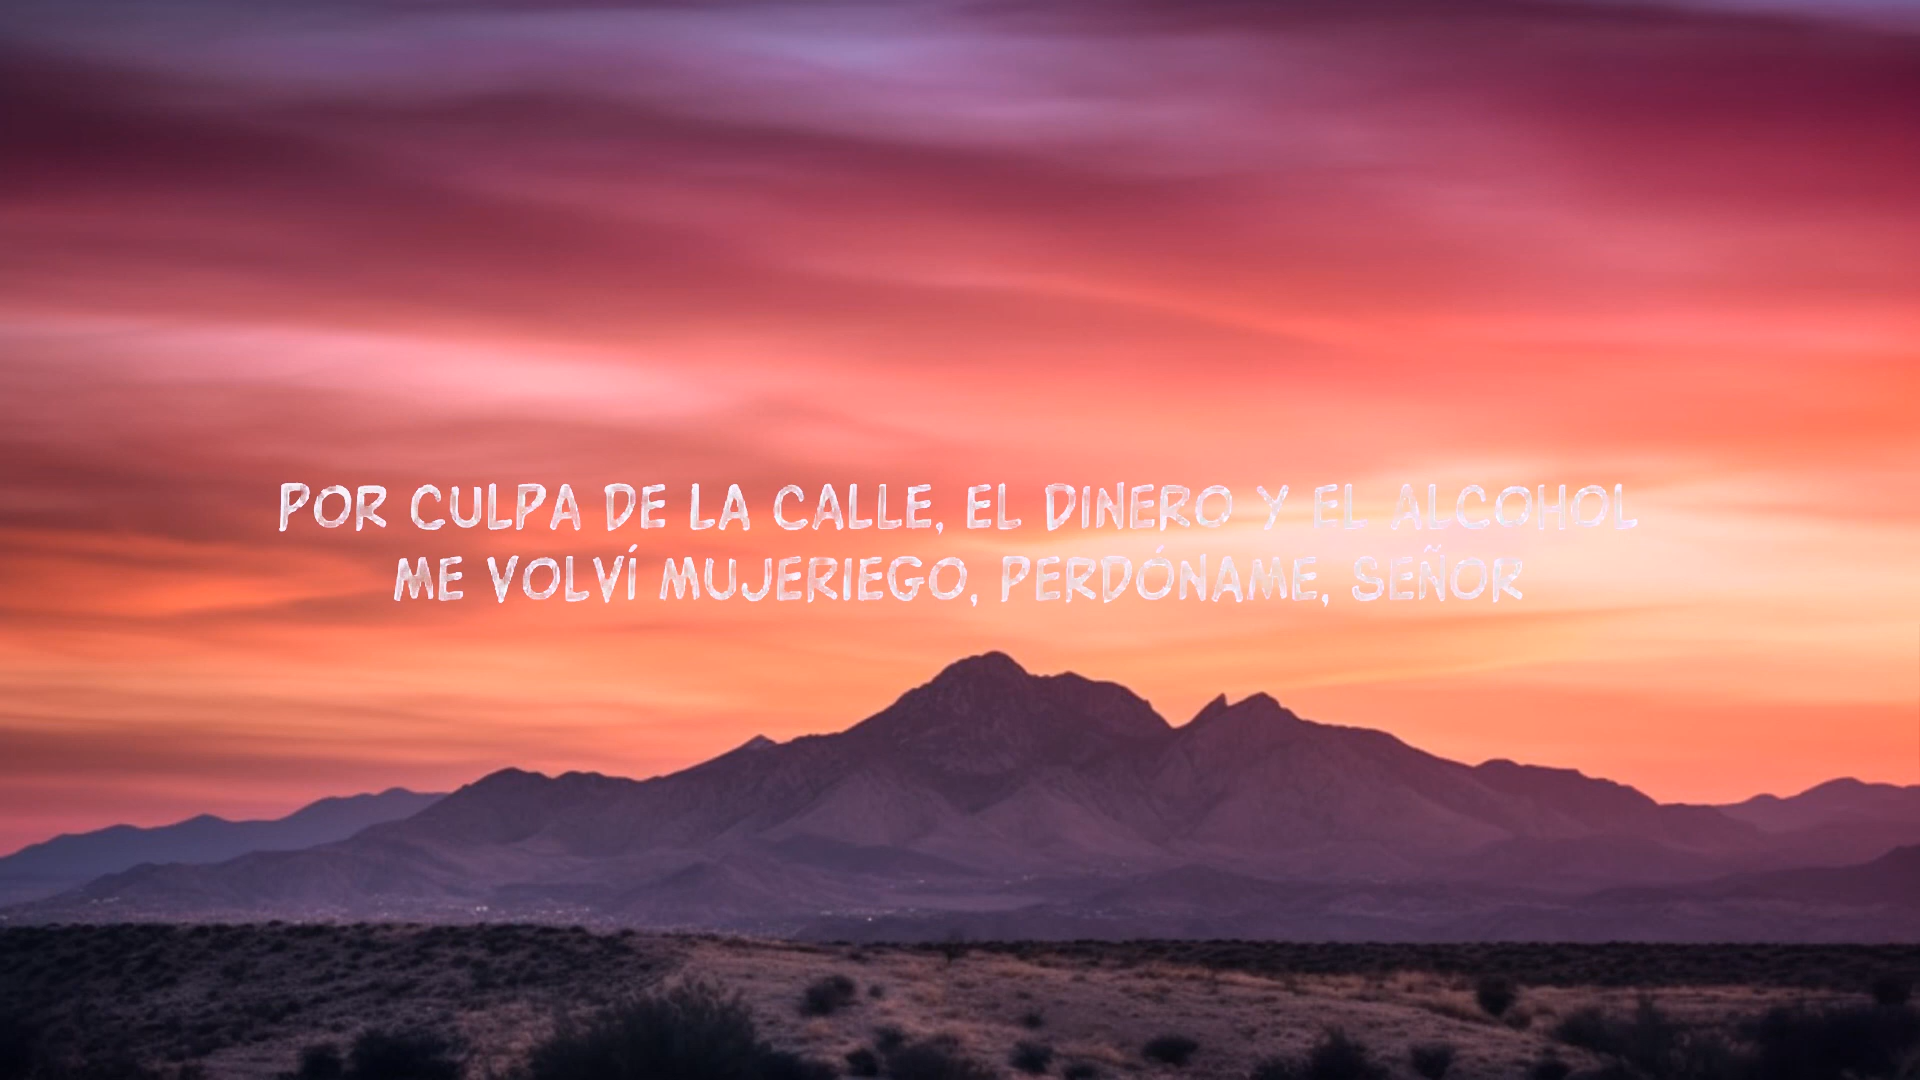 POR CULPA DE LA CALLE, EL DINERO Y EL ALCOHOL
ME VOLVÍ MUJERIEGO, PERDÓNAME, SEÑOR